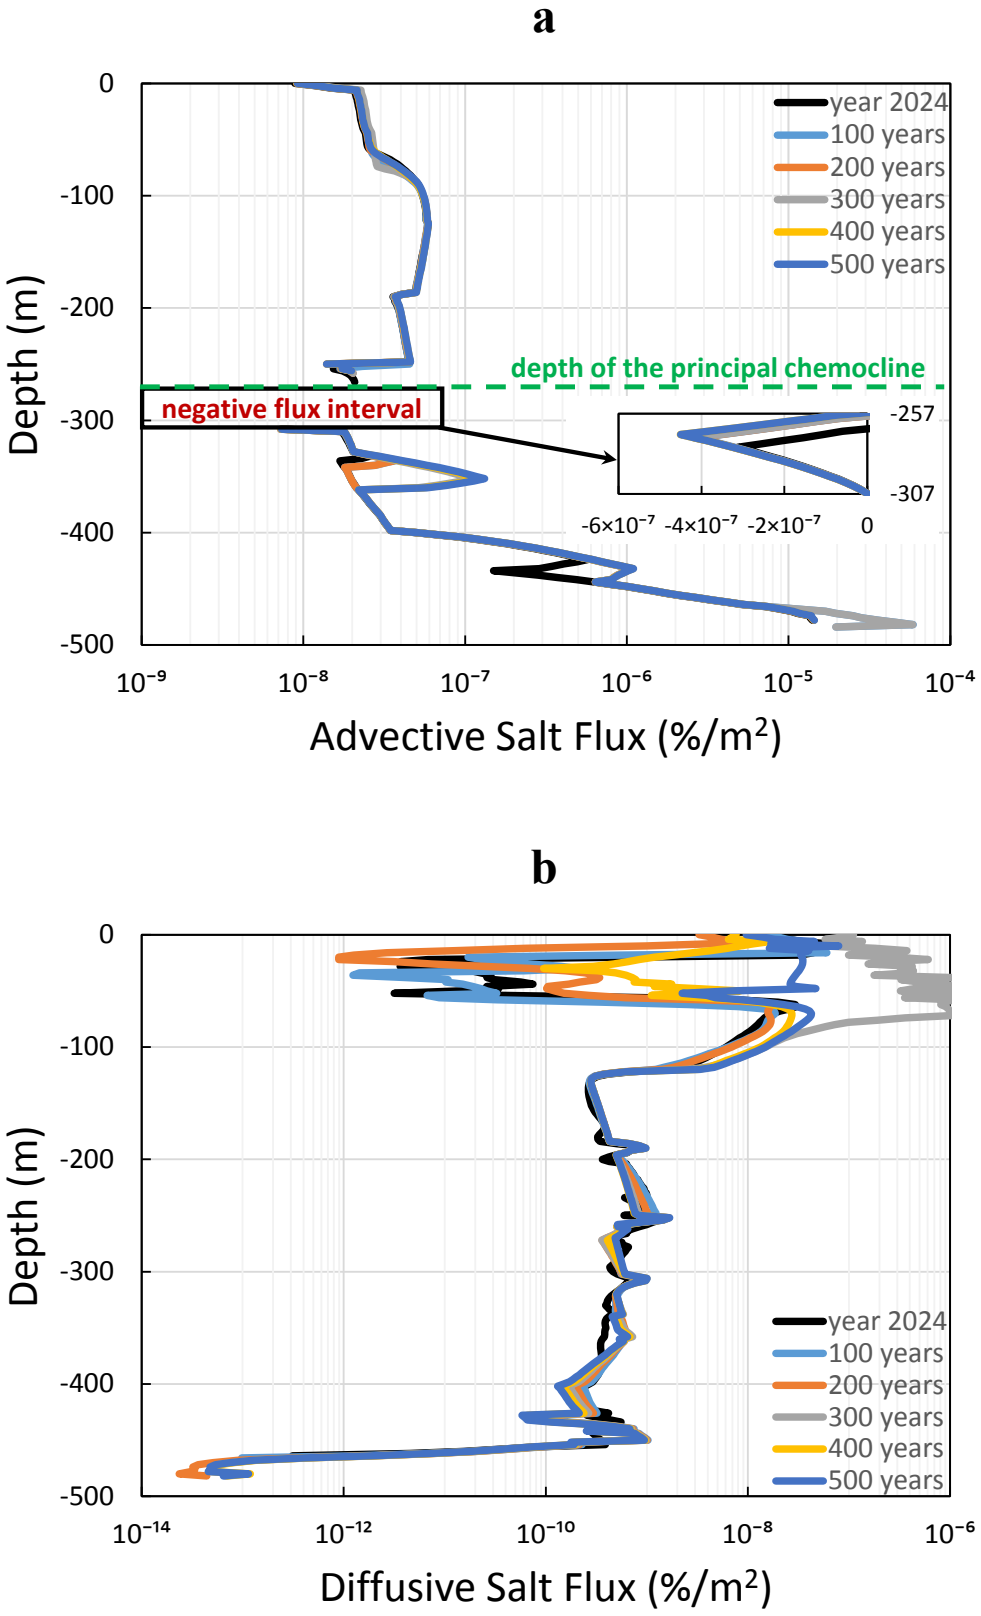 a
0
-100
-200
-300
-400
-500
Depth (m)
year 2024
100 years
200 years
300 years
400 years
500 years
depth of the principal chemocline
negative flux interval
-257
-307
-6×10⁻⁷ -4×10⁻⁷ -2×10⁻⁷ 0
10⁻⁹ 10⁻⁸ 10⁻⁷ 10⁻⁶ 10⁻⁵ 10⁻⁴
Advective Salt Flux (%/m²)
b
0
-100
-200
-300
-400
-500
Depth (m)
year 2024
100 years
200 years
300 years
400 years
500 years
10⁻¹⁴ 10⁻¹² 10⁻¹⁰ 10⁻⁸ 10⁻⁶
Diffusive Salt Flux (%/m²)